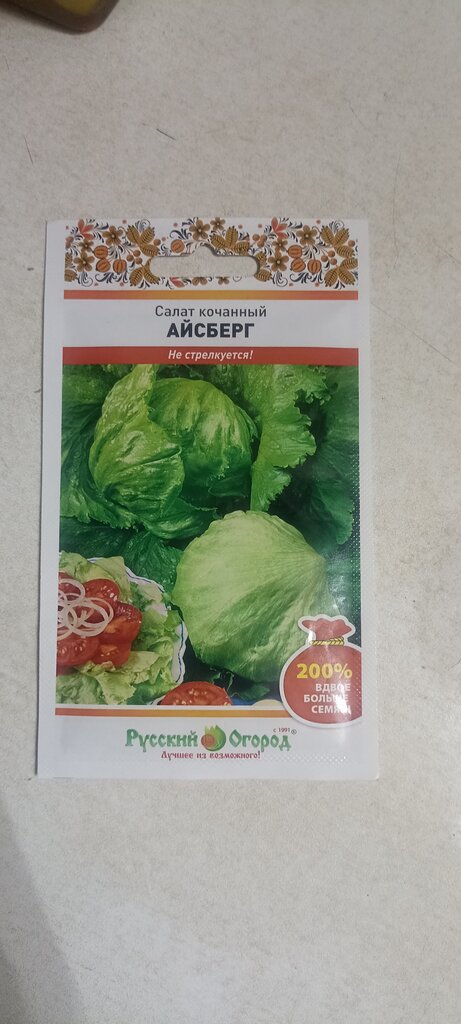 Салат кочанный
АЙСБЕРГ
Не стрелкуется!
200%
ВДВОЕ
БОЛЬШЕ
СЕМЯН
Русский Огород
с 1991 ®
Лучшее из возможного!